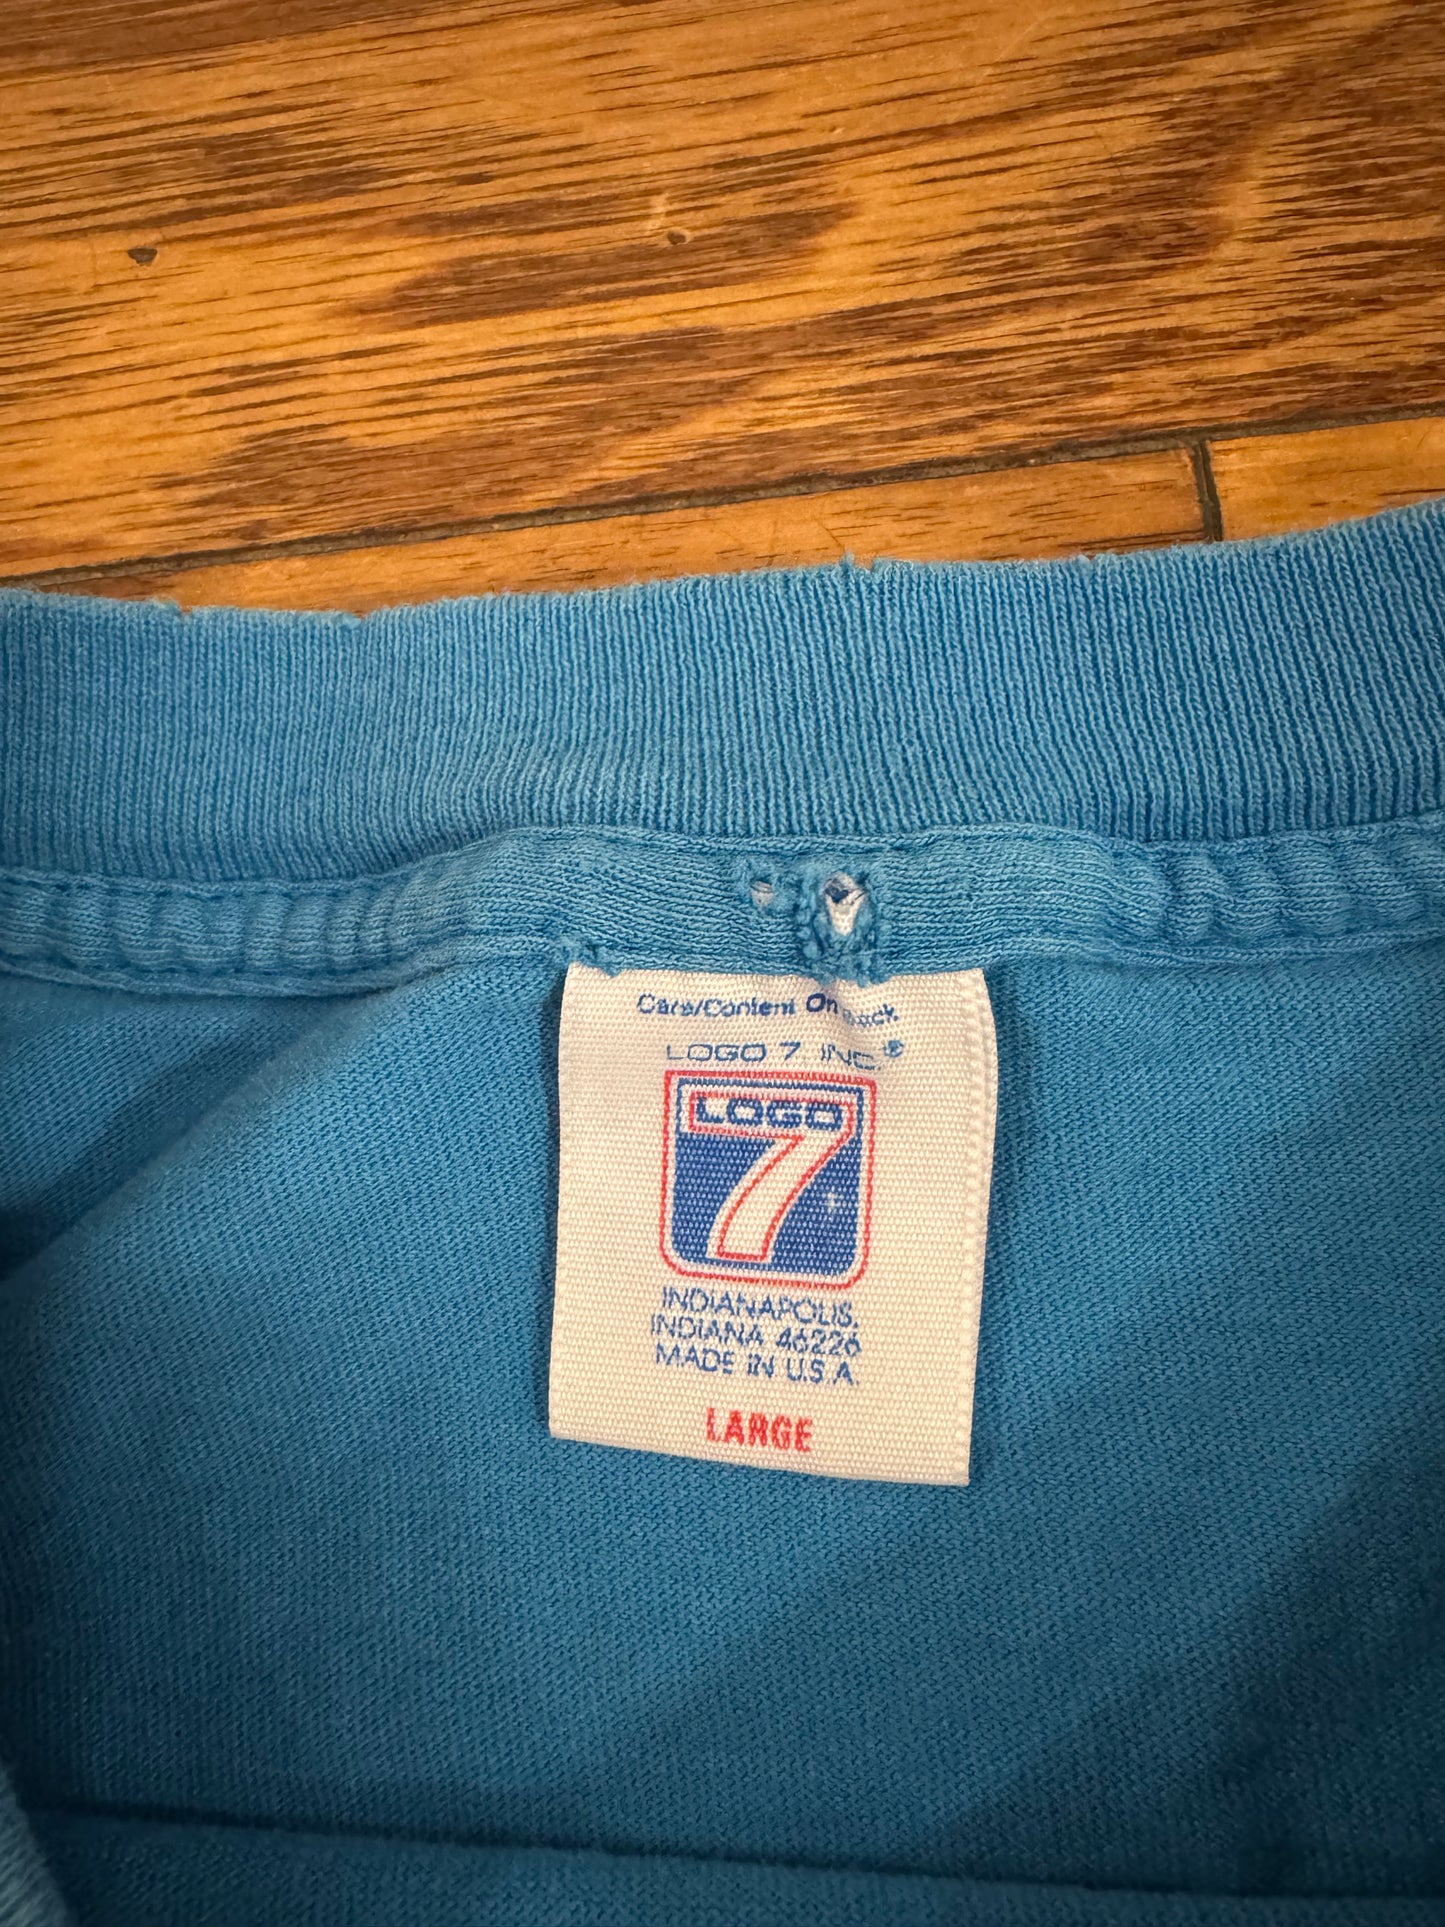 Care/Content On Back
LOGO 7, INC.®
LOGO
7
INDIANAPOLIS,
INDIANA 46226
MADE IN U.S.A.
LARGE